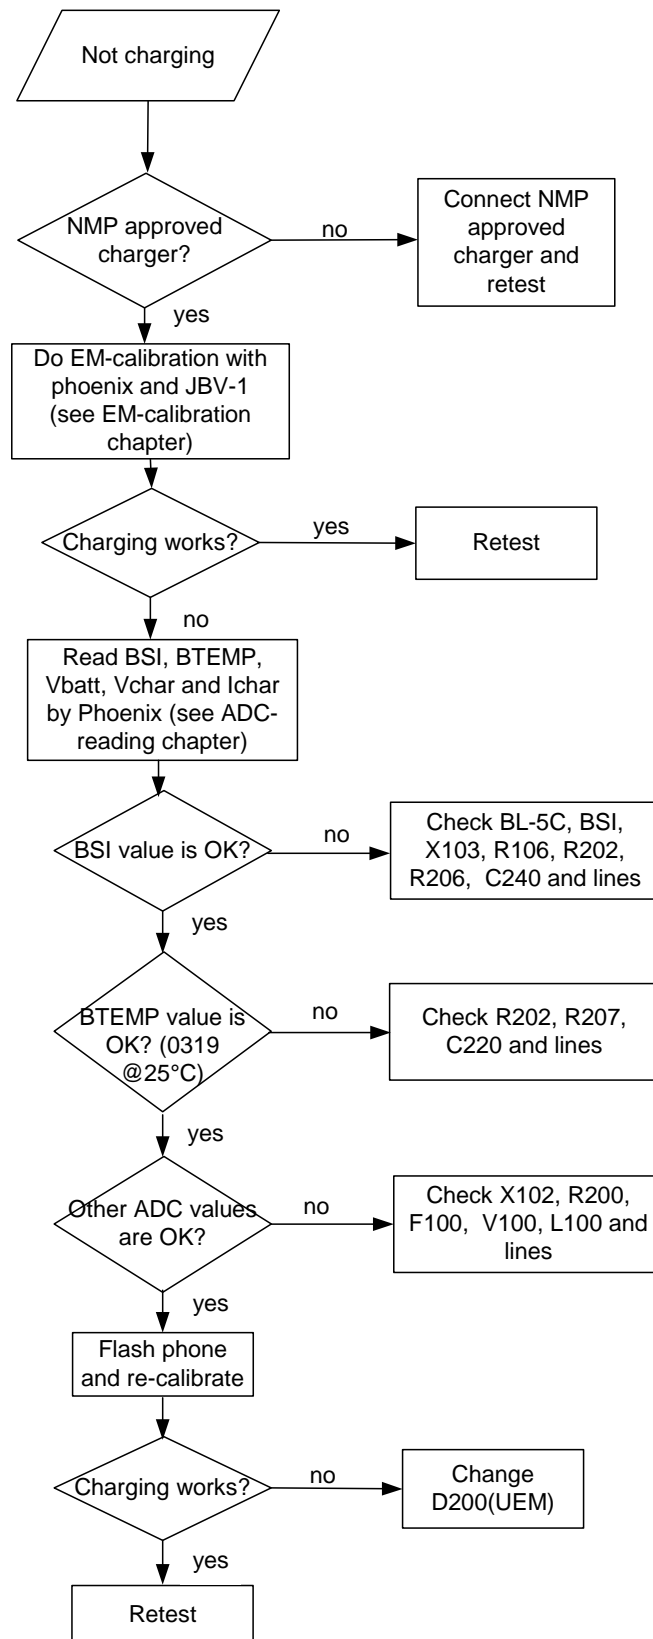 Not charging
NMP approved
charger?
no
Connect NMP
approved
charger and
retest
yes
Do EM-calibration with
phoenix and JBV-1
(see EM-calibration
chapter)
Charging works?
yes
Retest
no
Read BSI, BTEMP,
Vbatt, Vchar and Ichar
by Phoenix (see ADC-
reading chapter)
BSI value is OK?
no
Check BL-5C, BSI,
X103, R106, R202,
R206, C240 and lines
yes
BTEMP value is
OK? (0319
@25°C)
no
Check R202, R207,
C220 and lines
yes
Other ADC values
are OK?
no
Check X102, R200,
F100, V100, L100 and
lines
yes
Flash phone
and re-calibrate
Charging works?
no
Change
D200(UEM)
yes
Retest